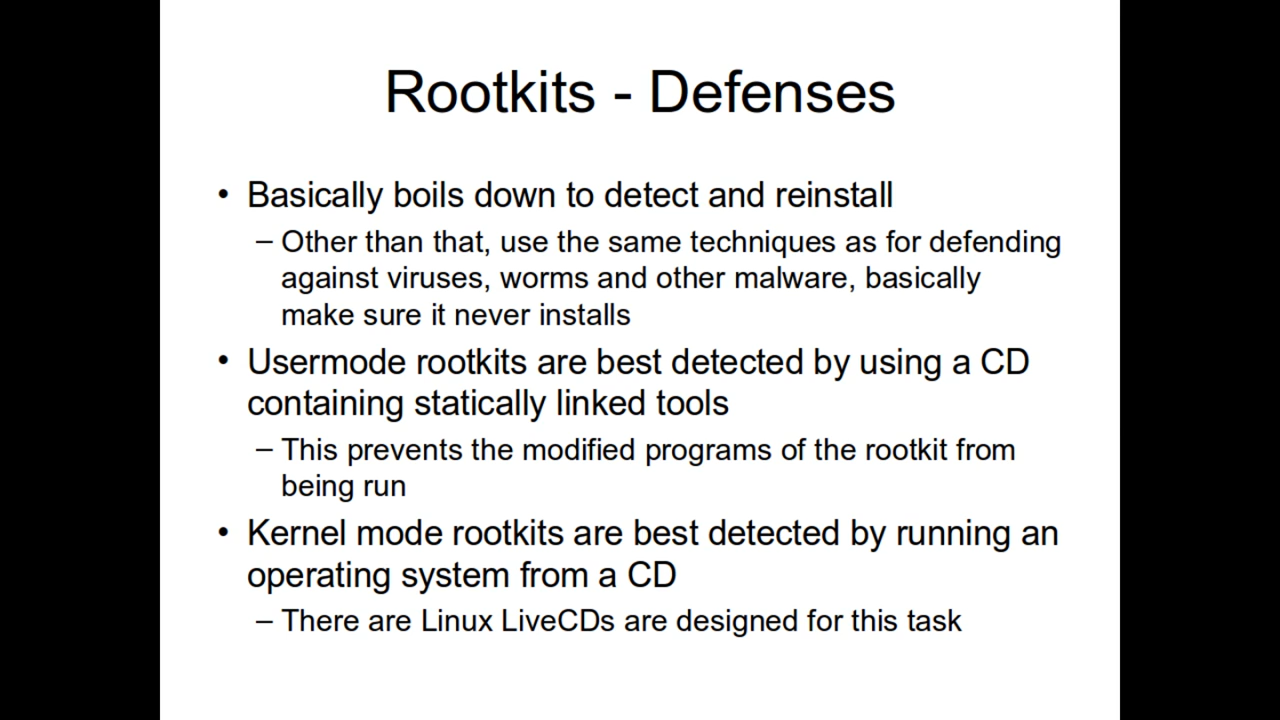 Rootkits - Defenses
• Basically boils down to detect and reinstall
– Other than that, use the same techniques as for defending
against viruses, worms and other malware, basically
make sure it never installs
• Usermode rootkits are best detected by using a CD
containing statically linked tools
– This prevents the modified programs of the rootkit from
being run
• Kernel mode rootkits are best detected by running an
operating system from a CD
– There are Linux LiveCDs are designed for this task